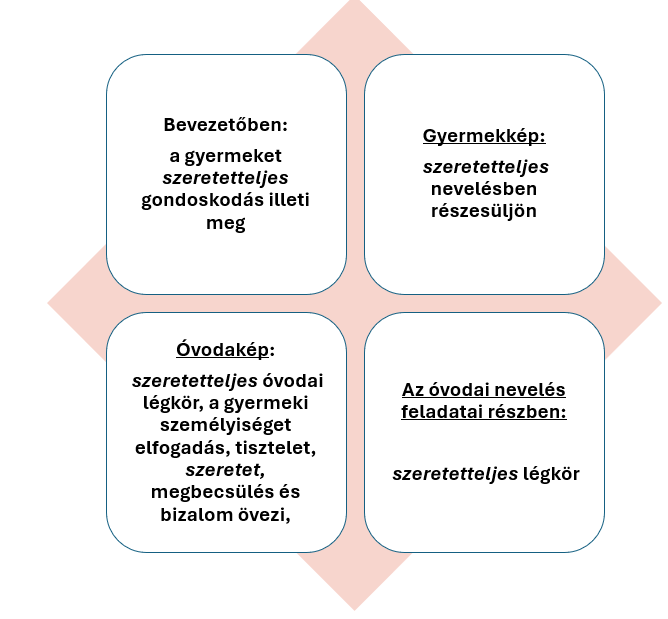 Bevezetőben:
a gyermeket
szeretetteljes
gondoskodás illeti
meg
Gyermekkép:
szeretetteljes
nevelésben
részesüljön
Óvodakép:
szeretetteljes óvodai
légkör, a gyermeki
személyiséget
elfogadás, tisztelet,
szeretet,
megbecsülés és
bizalom övezi,
Az óvodai nevelés
feladatai részben:
szeretetteljes légkör